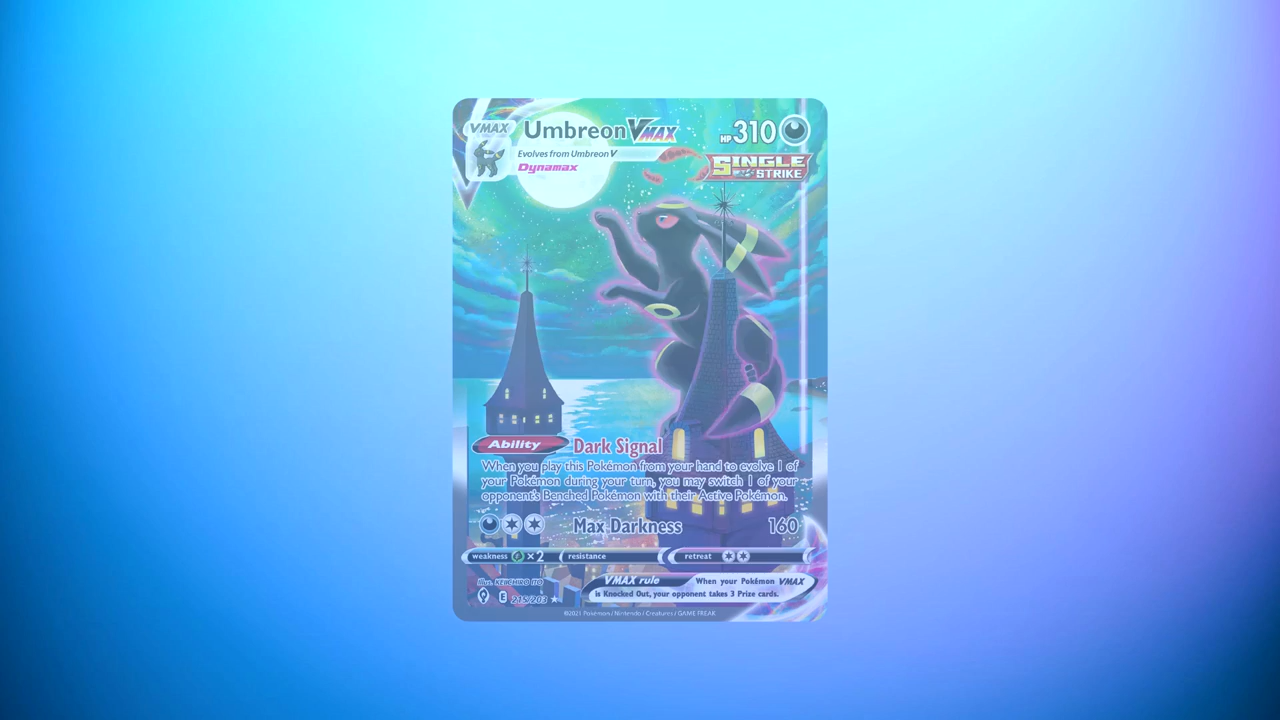 VMAX Umbreon VMAX HP 310
Evolves from Umbreon V
Dynamax
SINGLE
STRIKE
Ability Dark Signal
When you play this Pokémon from your hand to evolve 1 of
your Pokémon during your turn, you may switch 1 of your
opponent's Benched Pokémon with their Active Pokémon.
Max Darkness 160
weakness ×2 resistance retreat
VMAX rule When your Pokémon VMAX
is Knocked Out, your opponent takes 3 Prize cards.
Illus. KEIICHIRO ITO
E 215/203 ★
©2021 Pokémon / Nintendo / Creatures / GAME FREAK